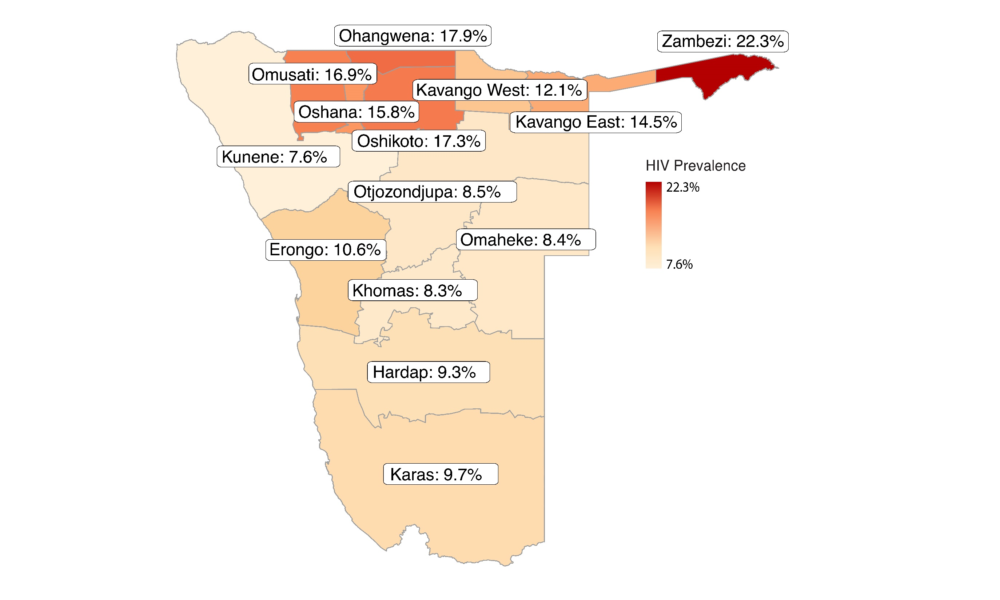 Ohangwena: 17.9%
Zambezi: 22.3%
Omusati: 16.9%
Kavango West: 12.1%
Oshana: 15.8%
Kavango East: 14.5%
Oshikoto: 17.3%
Kunene: 7.6%
HIV Prevalence
22.3%
7.6%
Otjozondjupa: 8.5%
Omaheke: 8.4%
Erongo: 10.6%
Khomas: 8.3%
Hardap: 9.3%
Karas: 9.7%